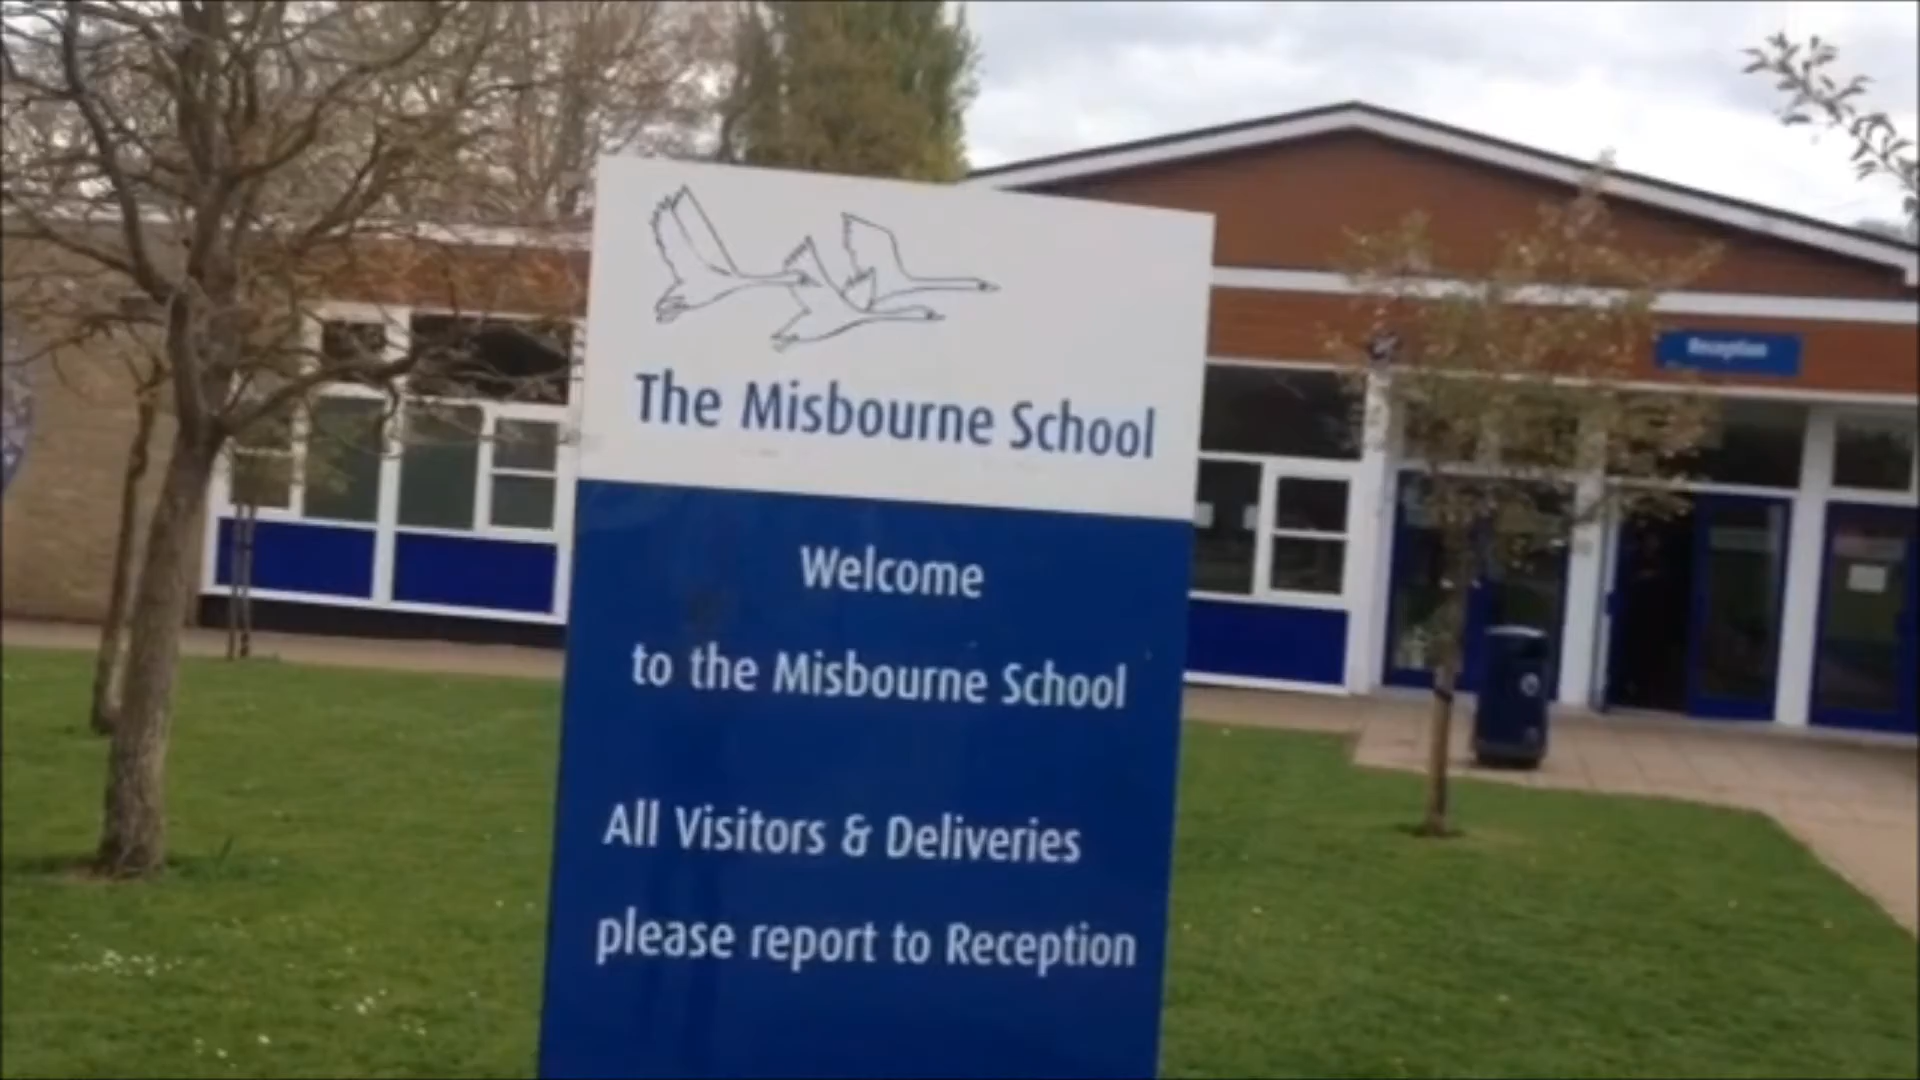 The Misbourne School
Welcome
to the Misbourne School
All Visitors & Deliveries
please report to Reception
Reception